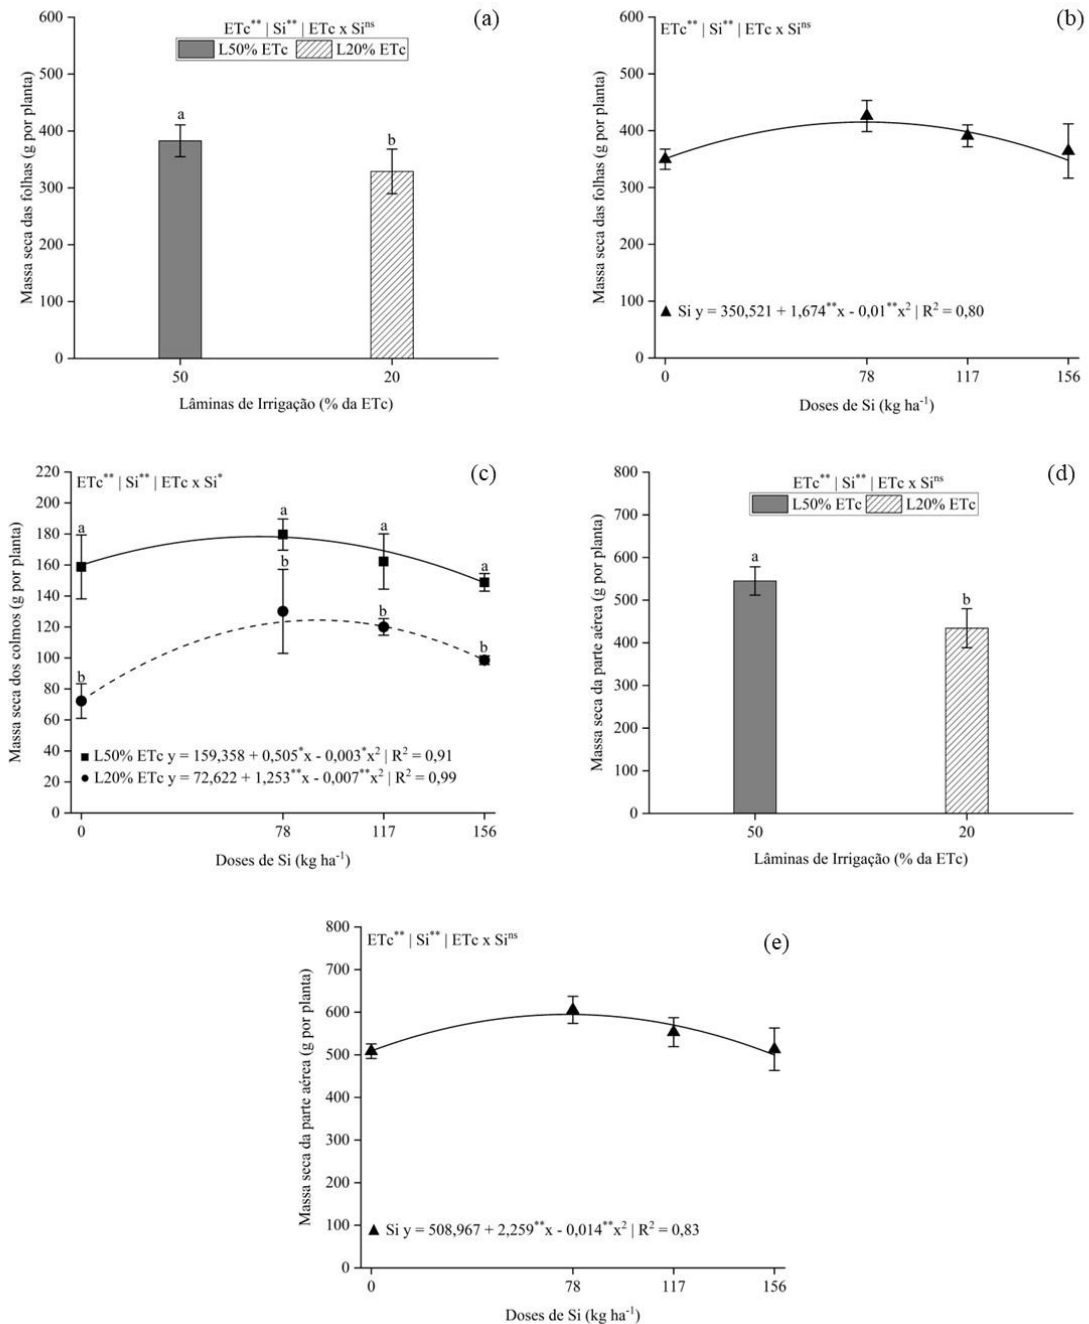 (a)
ETc** | Si** | ETc x Si^ns
L50% ETc L20% ETc
600
500
400
300
200
100
0
a
b
50 20
Massa seca das folhas (g por planta)
Lâminas de Irrigação (% da ETc)
(b)
ETc** | Si** | ETc x Si^ns
600
500
400
300
200
100
0
▲ Si y = 350,521 + 1,674**x - 0,01**x² | R² = 0,80
0 78 117 156
Massa seca das folhas (g por planta)
Doses de Si (kg ha⁻¹)
(c)
ETc** | Si** | ETc x Si*
220
200
180
160
140
120
100
80
60
40
20
0
a a a a
b b b b
■ L50% ETc y = 159,358 + 0,505*x - 0,003*x² | R² = 0,91
● L20% ETc y = 72,622 + 1,253**x - 0,007**x² | R² = 0,99
0 78 117 156
Massa seca dos colmos (g por planta)
Doses de Si (kg ha⁻¹)
(d)
ETc** | Si** | ETc x Si^ns
L50% ETc L20% ETc
800
700
600
500
400
300
200
100
0
a
b
50 20
Massa seca da parte aérea (g por planta)
Lâminas de Irrigação (% da ETc)
(e)
ETc** | Si** | ETc x Si^ns
800
700
600
500
400
300
200
100
0
▲ Si y = 508,967 + 2,259**x - 0,014**x² | R² = 0,83
0 78 117 156
Massa seca da parte aérea (g por planta)
Doses de Si (kg ha⁻¹)